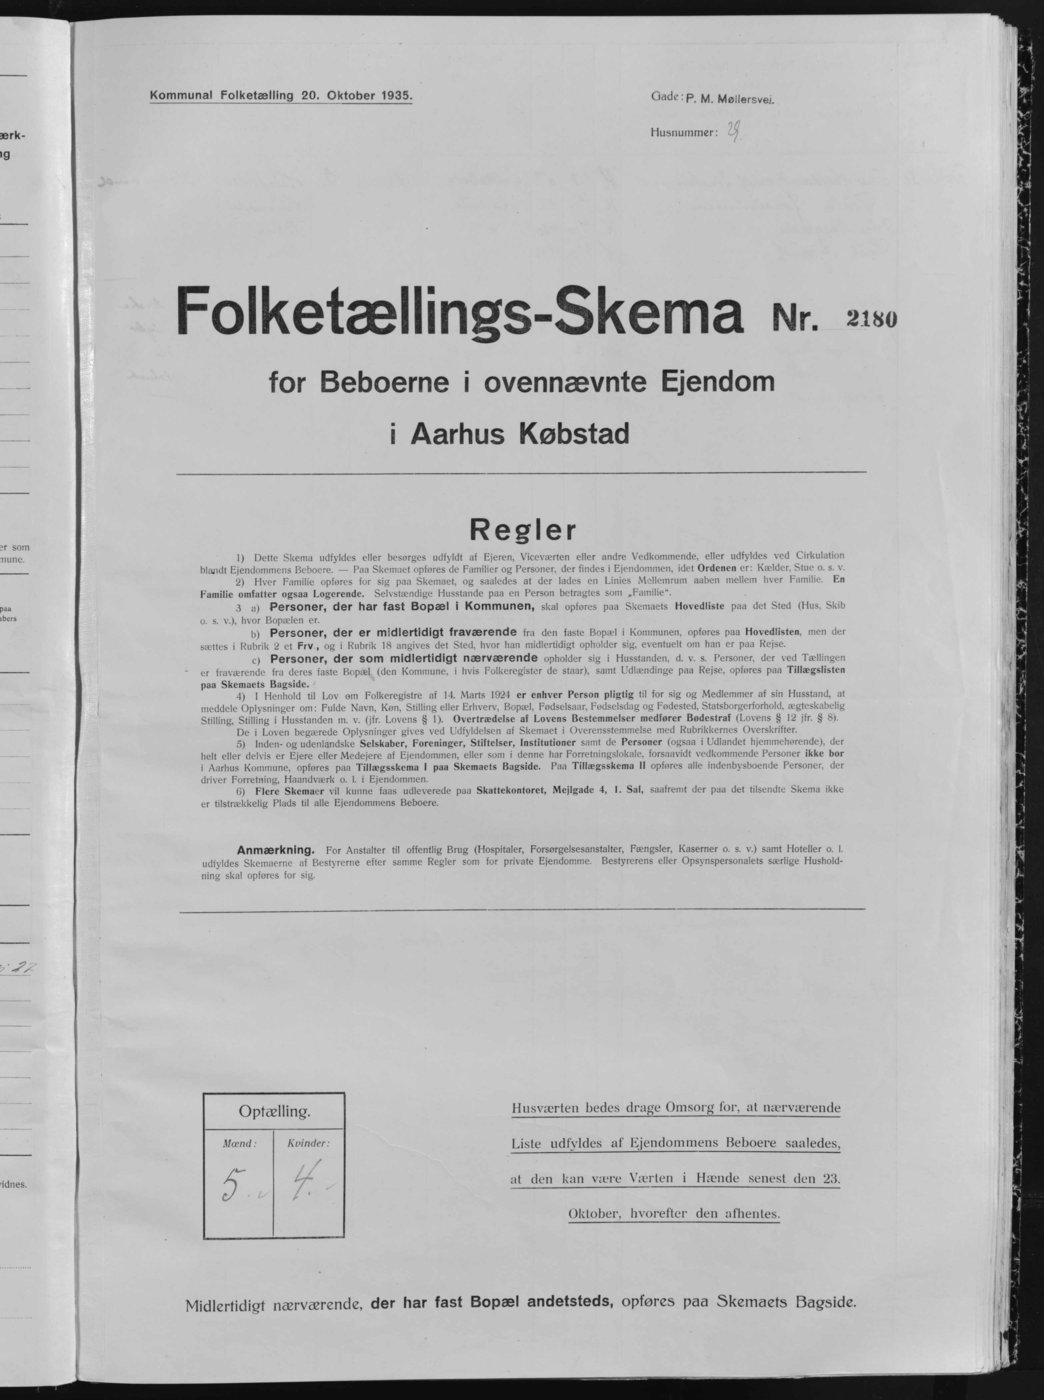 Kommunal Folketælling 20. Oktober 1935.
Gade: P. M. Møllersvej.
Husnummer: 29
Folketællings-Skema Nr. 2180
for Beboerne i ovennævnte Ejendom
i Aarhus Købstad
Regler
1) Dette Skema udfyldes eller besørges udfyldt af Ejeren, Viceværten eller andre Vedkommende, eller udfyldes ved Cirkulation
blandt Ejendommens Beboere. — Paa Skemaet opføres de Familier og Personer, der findes i Ejendommen, idet Ordenen er: Kælder, Stue o. s. v.
2) Hver Familie opføres for sig paa Skemaet, og saaledes at der lades en Linies Mellemrum aaben mellem hver Familie. En
Familie omfatter ogsaa Logerende. Selvstændige Husstande paa en Person betragtes som „Familie“.
3 a) Personer, der har fast Bopæl i Kommunen, skal opføres paa Skemaets Hovedliste paa det Sted (Hus, Skib
o. s. v.), hvor Bopælen er.
b) Personer, der er midlertidigt fraværende fra den faste Bopæl i Kommunen, opføres paa Hovedlisten, men der
sættes i Rubrik 2 et Frv., og i Rubrik 18 angives det Sted, hvor han midlertidigt opholder sig, eventuelt om han er paa Rejse.
c) Personer, der som midlertidigt nærværende opholder sig i Husstanden, d. v. s. Personer, der ved Tællingen
er fraværende fra deres faste Bopæl (den Kommune, i hvis Folkeregister de staar), samt Udlændinge paa Rejse, opføres paa Tillægslisten
paa Skemaets Bagside.
4) I Henhold til Lov om Folkeregistre af 14. Marts 1924 er enhver Person pligtig til for sig og Medlemmer af sin Husstand, at
meddele Oplysninger om: Fulde Navn, Køn, Stilling eller Erhverv, Bopæl, Fødselsaar, Fødselsdag og Fødested, Statsborgerforhold, ægteskabelig
Stilling, Stilling i Husstanden m. v. (jfr. Lovens § 1). Overtrædelse af Lovens Bestemmelser medfører Bødestraf (Lovens § 12 jfr. § 8).
De i Loven begærede Oplysninger gives ved Udfyldelsen af Skemaet i Overensstemmelse med Rubrikkernes Overskrifter.
5) Inden- og udenlandske Selskaber, Foreninger, Stiftelser, Institutioner samt de Personer (ogsaa i Udlandet hjemmehørende), der
helt eller delvis er Ejere eller Medejere af Ejendommen, eller som i denne har Forretningslokale, forsaavidt vedkommende Personer ikke bor
i Aarhus Kommune, opføres paa Tillægsskema I paa Skemaets Bagside. Paa Tillægsskema II opføres alle indenbysboende Personer, der
driver Forretning, Haandværk o. l. i Ejendommen.
6) Flere Skemaer vil kunne faas udleverede paa Skattekontoret, Mejlgade 4, 1. Sal, saafremt der paa det tilsendte Skema ikke
er tilstrækkelig Plads til alle Ejendommens Beboere.
Anmærkning. For Anstalter til offentlig Brug (Hospitaler, Forsørgelsesanstalter, Fængsler, Kaserner o. s. v.) samt Hoteller o. l.
udfyldes Skemaerne af Bestyrerne efter samme Regler som for private Ejendomme. Bestyrerens eller Opsynspersonalets særlige Hushold-
ning skal opføres for sig.
Optælling.
Mænd: Kvinder:
5 4.
Husværten bedes drage Omsorg for, at nærværende
Liste udfyldes af Ejendommens Beboere saaledes,
at den kan være Værten i Hænde senest den 23.
Oktober, hvorefter den afhentes.
Midlertidigt nærværende, der har fast Bopæl andetsteds, opføres paa Skemaets Bagside.